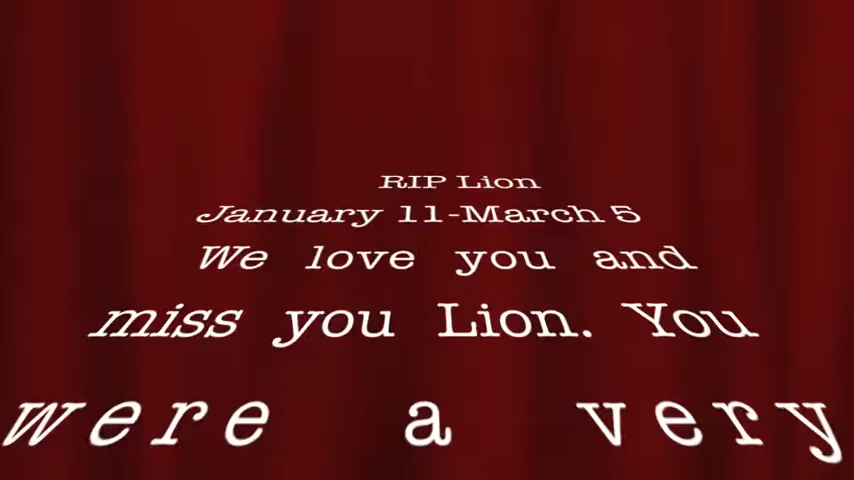 RIP Lion
January 11-March 5
We love you and
miss you Lion. You
were a very